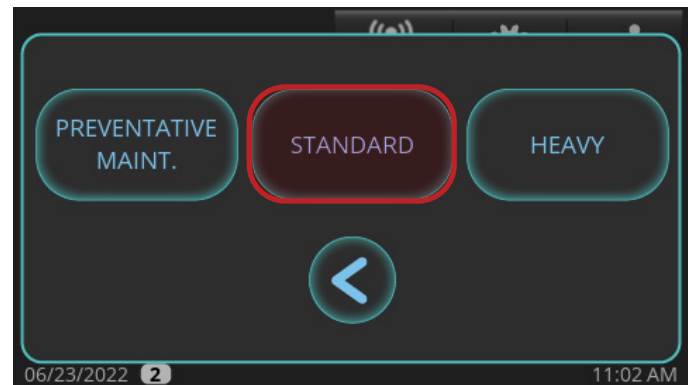 PREVENTATIVE
MAINT.
STANDARD
HEAVY
06/23/2022 2
11:02 AM